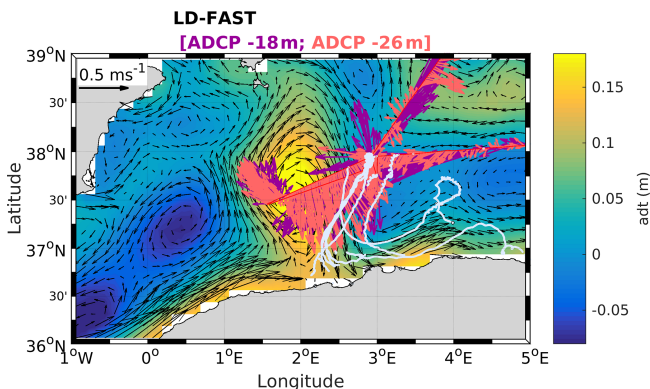 LD-FAST
[ADCP -18m; ADCP -26m]
0.5 ms⁻¹
39°N
30'
38°N
30'
37°N
30'
36°N
1°W
0°
1°E
2°E
3°E
4°E
5°E
Latitude
Longitude
0.15
0.1
0.05
0
-0.05
adt (m)